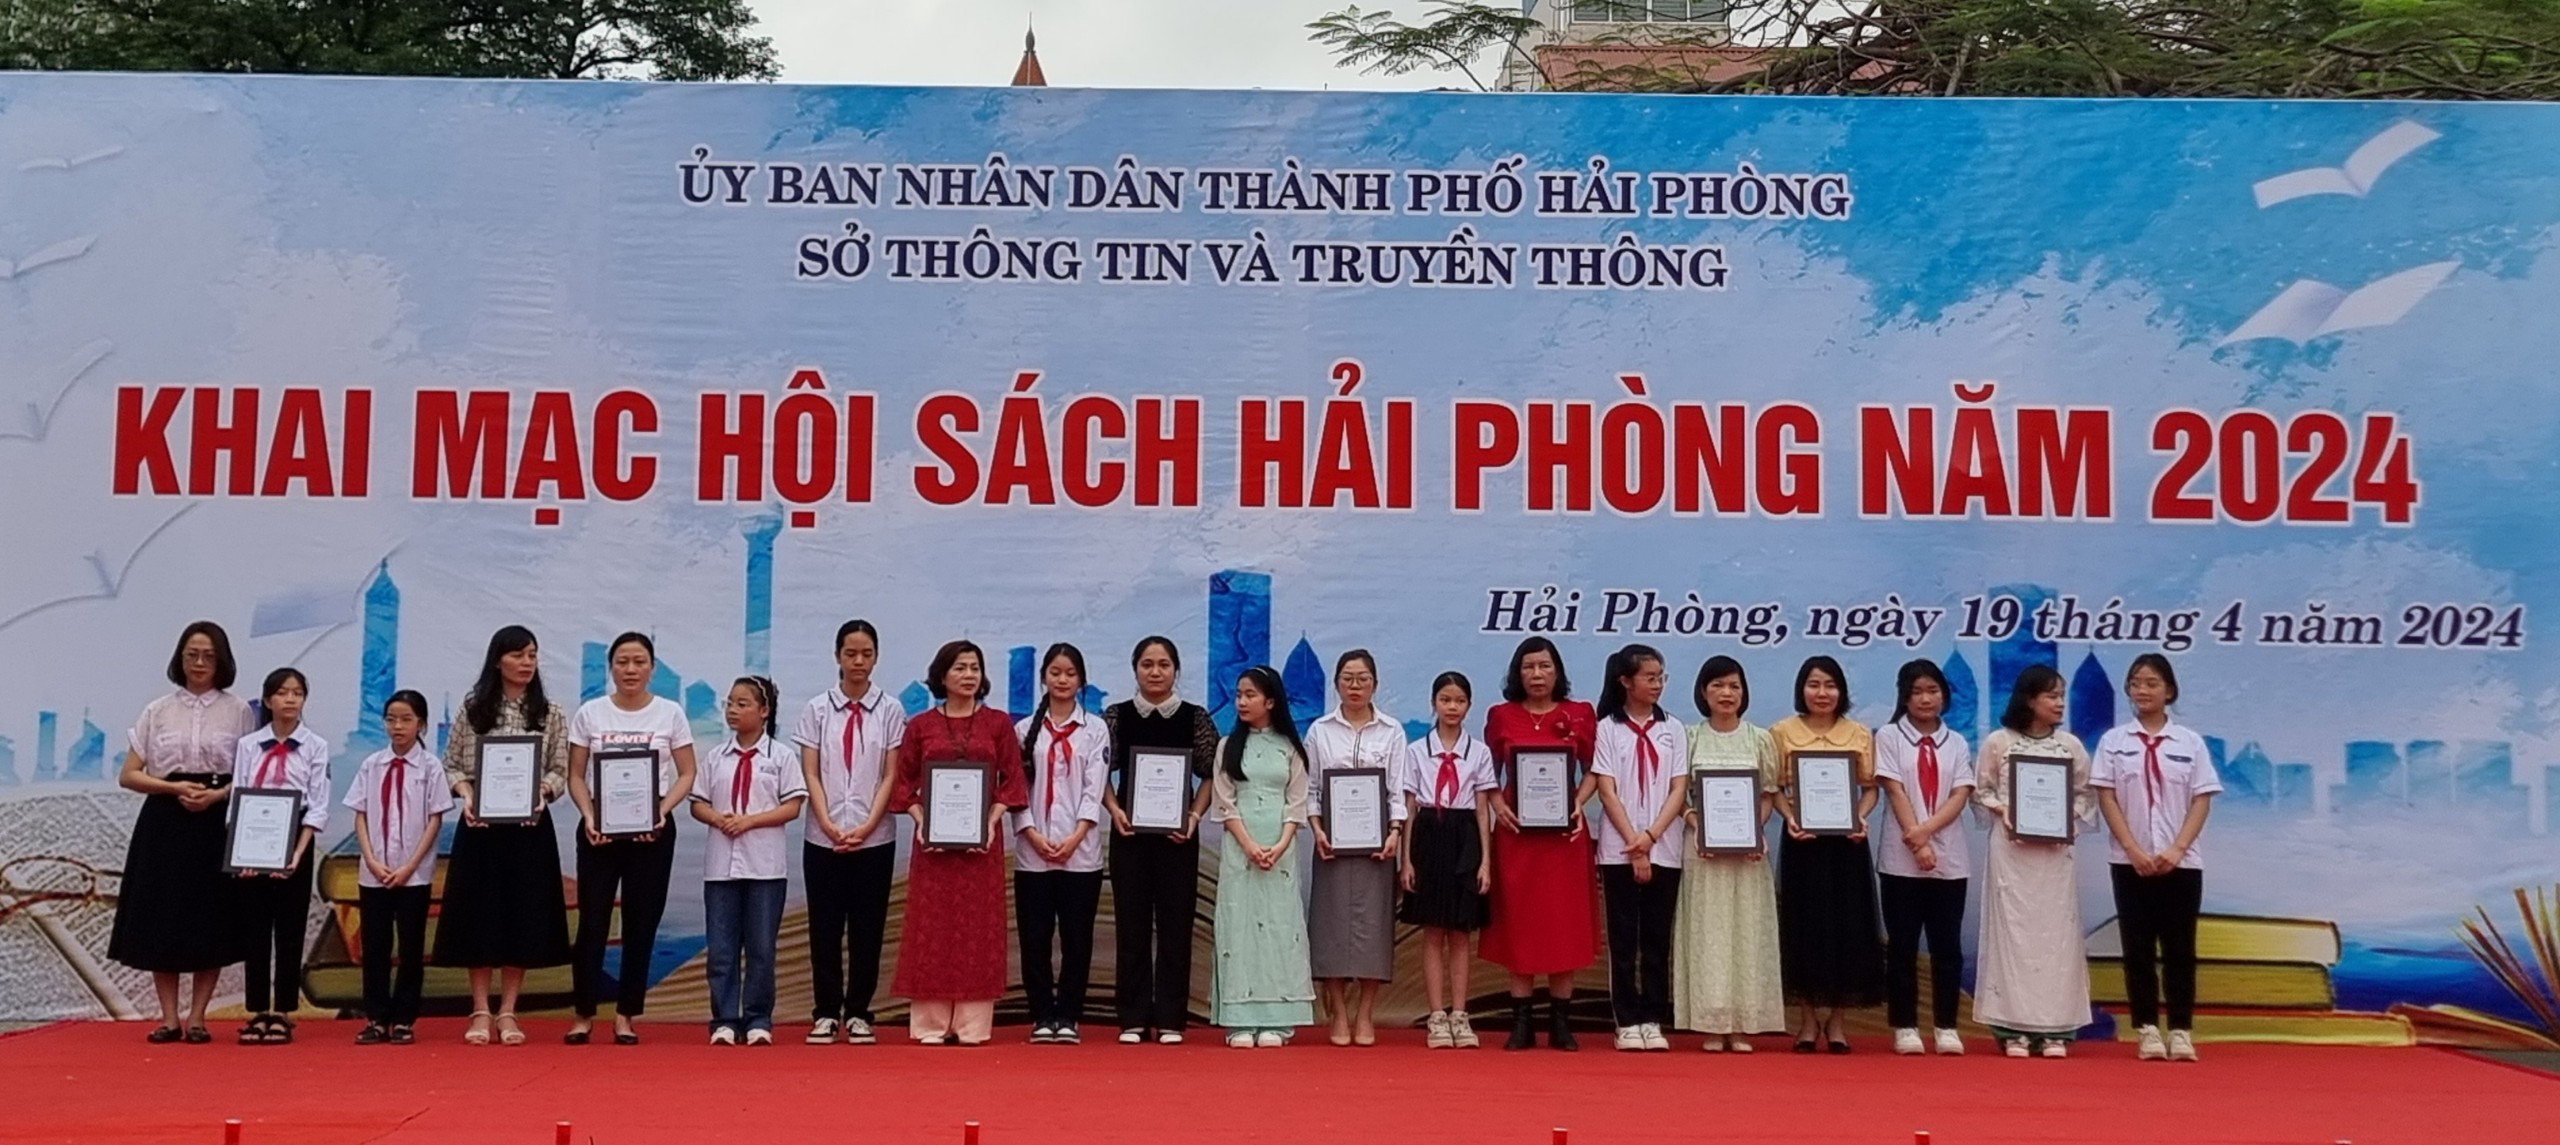 ỦY BAN NHÂN DÂN THÀNH PHỐ HẢI PHÒNG
SỞ THÔNG TIN VÀ TRUYỀN THÔNG
KHAI MẠC HỘI SÁCH HẢI PHÒNG NĂM 2024
Hải Phòng, ngày 19 tháng 4 năm 2024